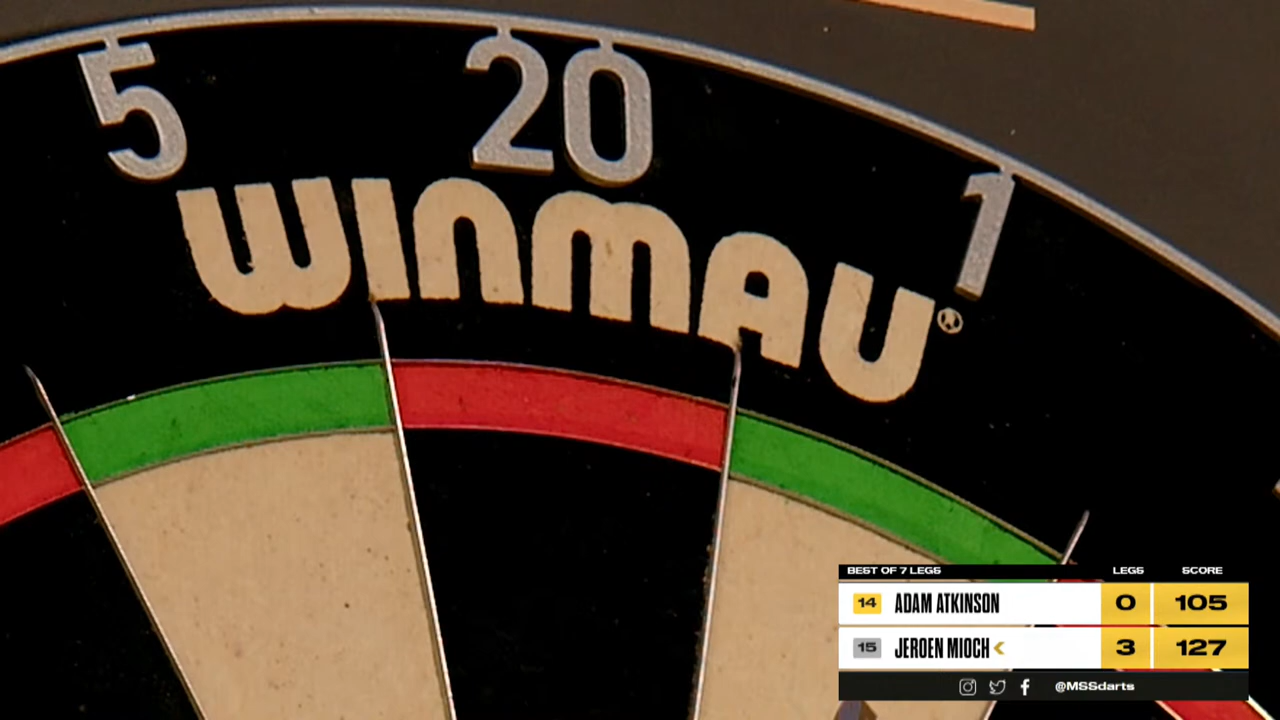 5 20 1
WINMAU®
BEST OF 7 LEGS LEGS SCORE
14 ADAM ATKINSON 0 105
15 JEROEN MIOCH 3 127
@MSSdarts